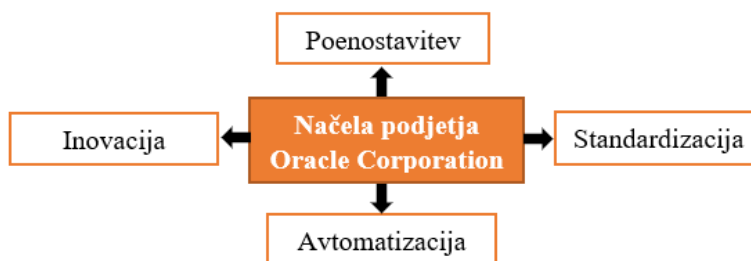 Poenostavitev
Inovacija
Načela podjetja
Oracle Corporation
Standardizacija
Avtomatizacija